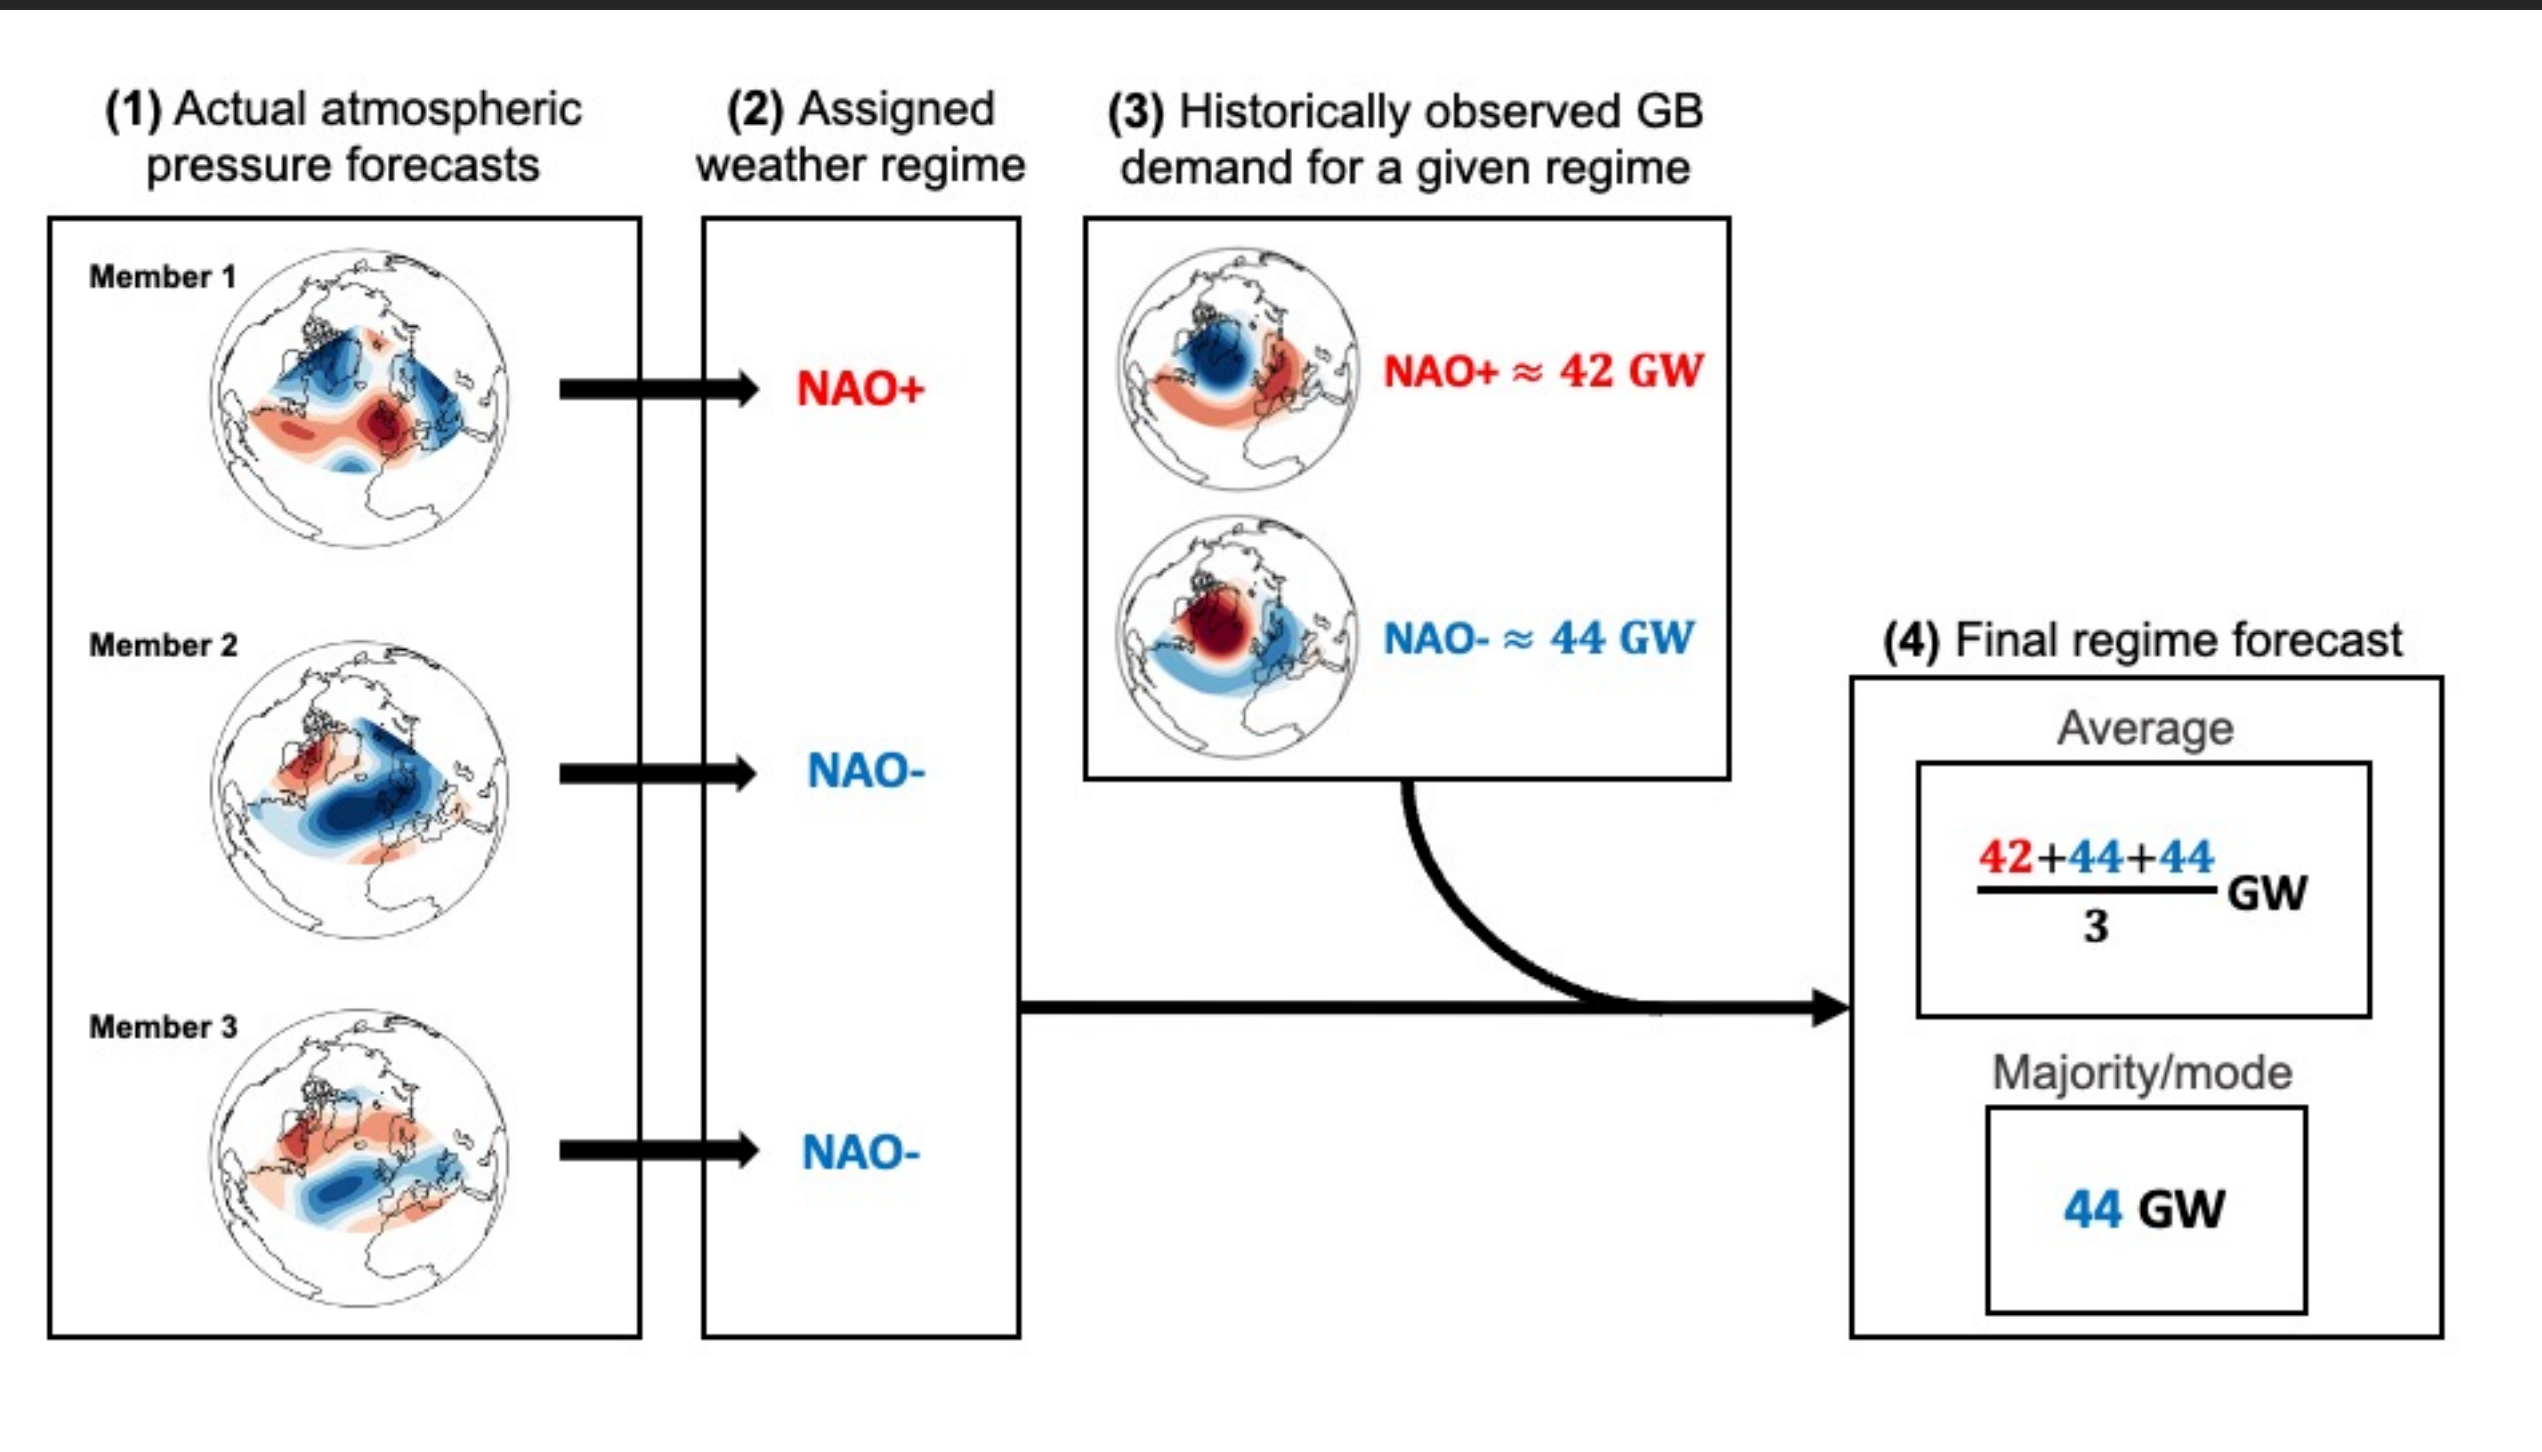 (1) Actual atmospheric
pressure forecasts
Member 1
Member 2
Member 3
(2) Assigned
weather regime
NAO+
NAO-
NAO-
(3) Historically observed GB
demand for a given regime
NAO+ ≈ 42 GW
NAO- ≈ 44 GW
(4) Final regime forecast
Average
42+44+44
3
GW
Majority/mode
44 GW